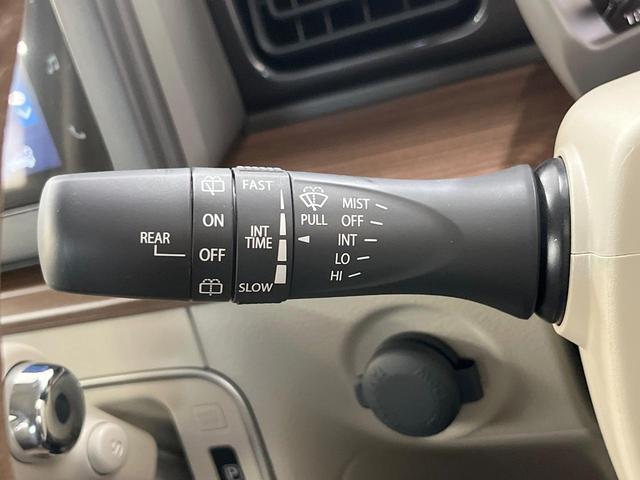 REAR
ON
OFF
FAST
INT
TIME
SLOW
PULL
MIST
OFF
INT
LO
HI
P
S